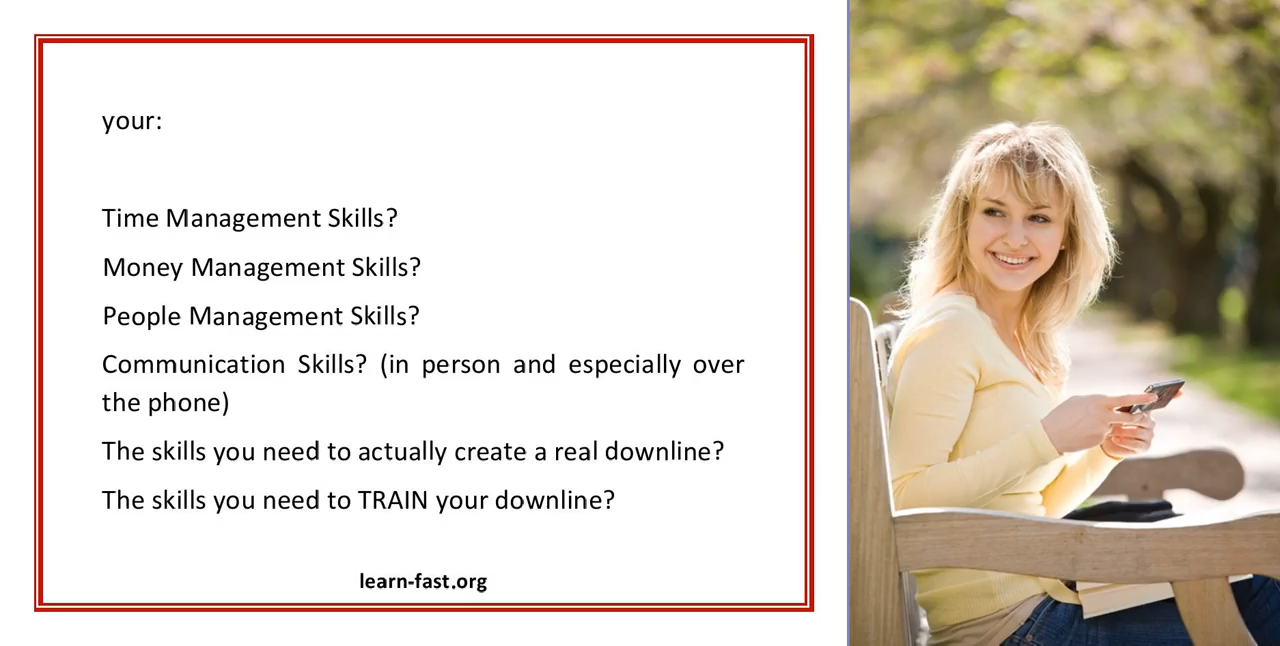 your:
Time Management Skills?
Money Management Skills?
People Management Skills?
Communication Skills? (in person and especially over
the phone)
The skills you need to actually create a real downline?
The skills you need to TRAIN your downline?
learn-fast.org